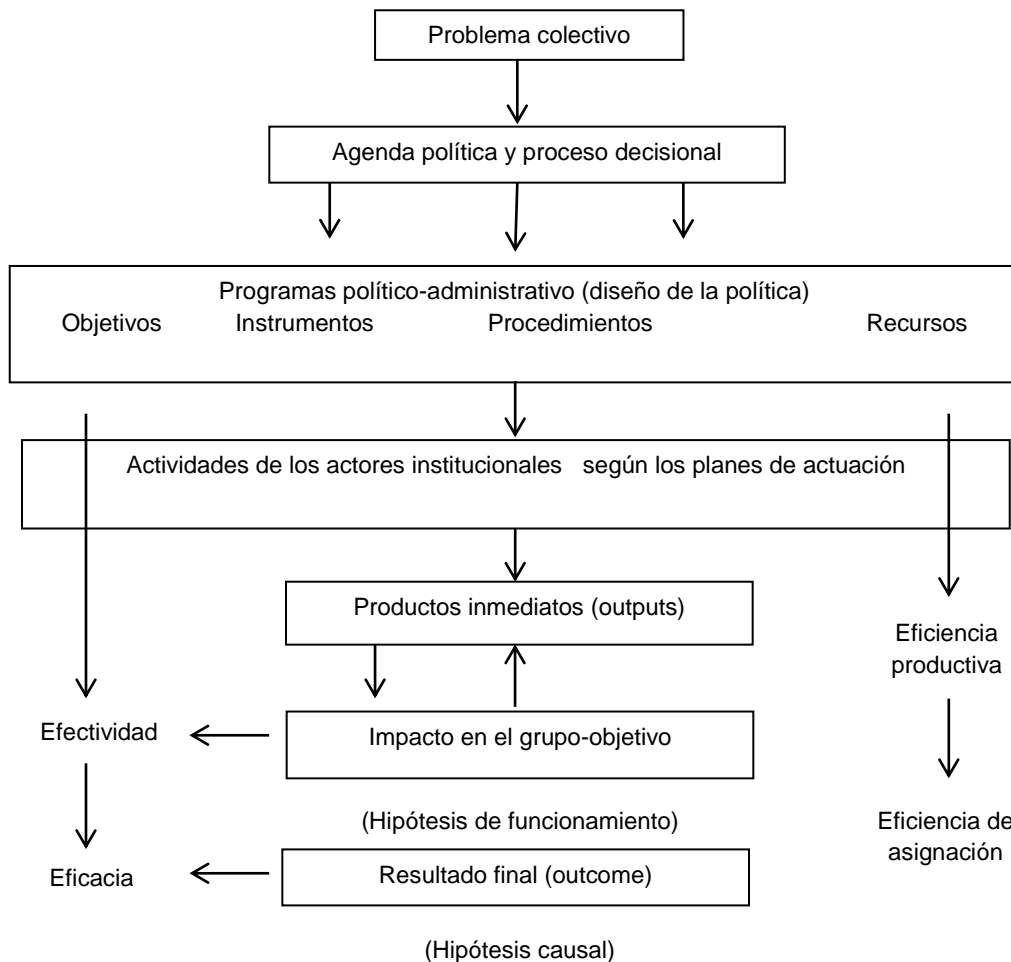 Problema colectivo
Agenda política y proceso decisional
Programas político-administrativo (diseño de la política)
Objetivos Instrumentos Procedimientos Recursos
Actividades de los actores institucionales según los planes de actuación
Productos inmediatos (outputs)
Eficiencia
productiva
Efectividad
Impacto en el grupo-objetivo
(Hipótesis de funcionamiento)
Eficiencia de
asignación
Eficacia
Resultado final (outcome)
(Hipótesis causal)